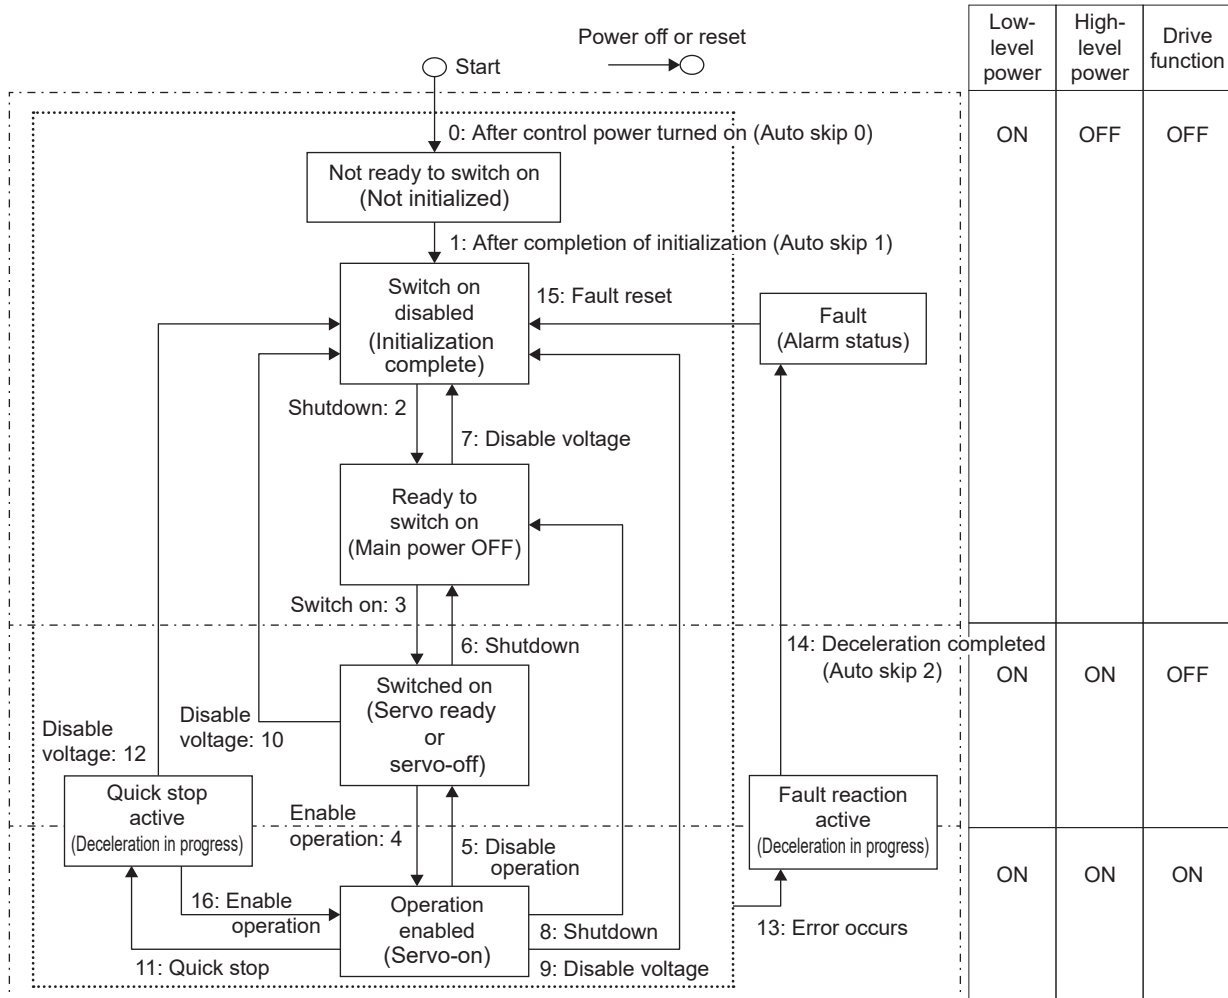 Power off or reset
Start
Low-
level
power
High-
level
power
Drive
function
0: After control power turned on (Auto skip 0)
ON
OFF
OFF
Not ready to switch on
(Not initialized)
1: After completion of initialization (Auto skip 1)
Switch on
disabled
(Initialization
complete)
15: Fault reset
Fault
(Alarm status)
Shutdown: 2
7: Disable voltage
Ready to
switch on
(Main power OFF)
Switch on: 3
6: Shutdown
14: Deceleration completed
(Auto skip 2)
ON
ON
OFF
Switched on
(Servo ready
or
servo-off)
Disable
voltage: 12
Disable
voltage: 10
Quick stop
active
(Deceleration in progress)
Enable
operation: 4
5: Disable
operation
Fault reaction
active
(Deceleration in progress)
ON
ON
ON
16: Enable
operation
Operation
enabled
(Servo-on)
8: Shutdown
13: Error occurs
11: Quick stop
9: Disable voltage